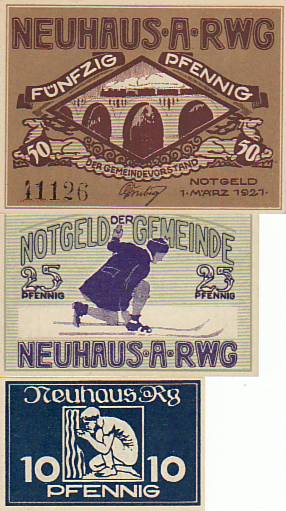 NEUHAUS·A·RWG
FÜNFZIG PFENNIG
50 50
DER GEMEINDEVORSTAND
11126
NOTGELD
1·MÄRZ 1921·
NOTGELD DER GEMEINDE
25 25
PFENNIG PFENNIG
NEUHAUS·A·RWG
Neuhaus a/Rg
10 10
PFENNIG